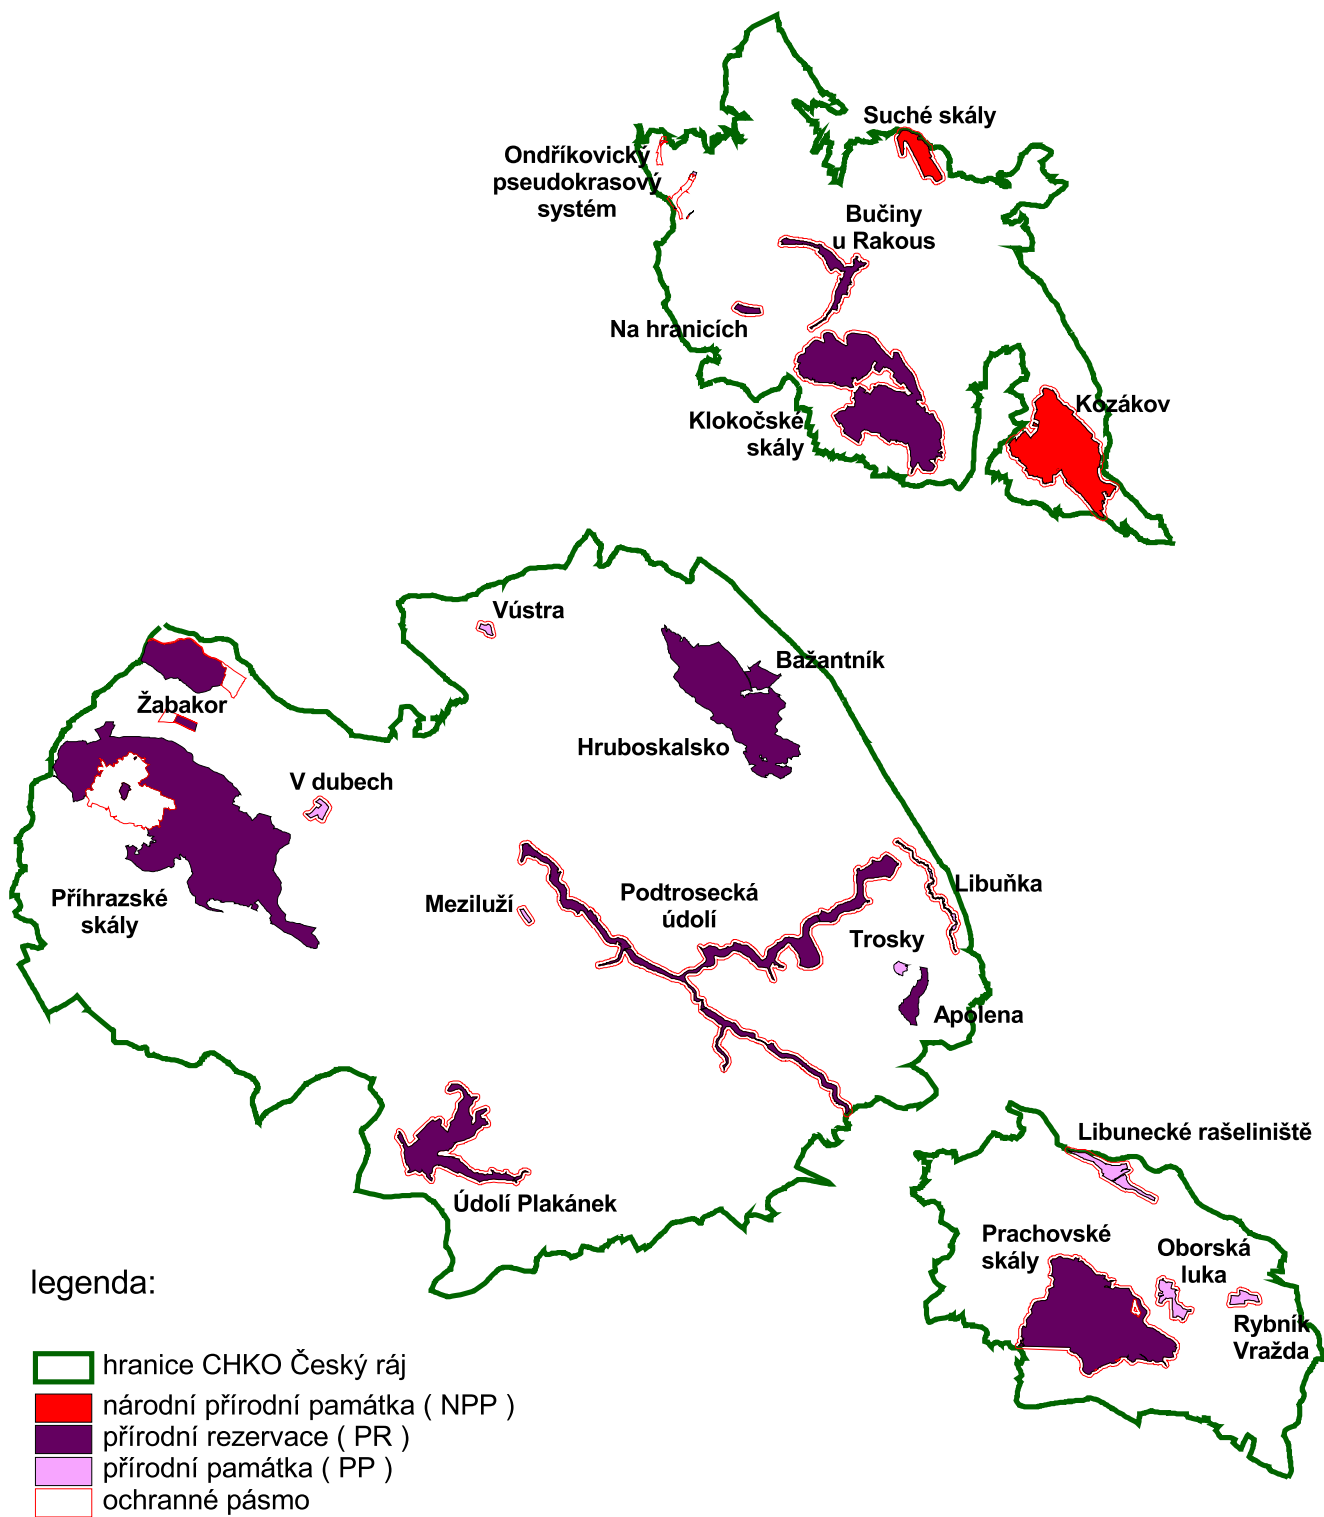 Suché skály
Ondříkovický
pseudokrasový
systém
Bučiny
u Rakous
Na hranicích
Kozákov
Klokočské
skály
Vústra
Bažantník
Žabakor
Hruboskalsko
V dubech
Příhrazské
skály
Meziluží
Podtrosecká
údolí
Libuňka
Trosky
Apolena
Údolí Plakánek
Libunecké rašeliniště
Prachovské
skály
Oborská
luka
Rybník
Vražda
legenda:
hranice CHKO Český ráj
národní přírodní památka ( NPP )
přírodní rezervace ( PR )
přírodní památka ( PP )
ochranné pásmo